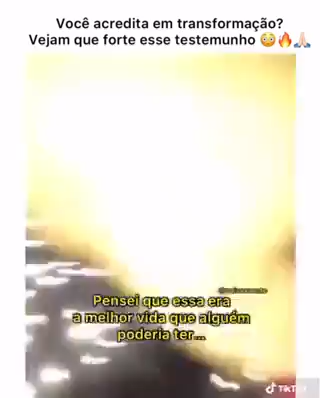 Você acredita em transformação?
Vejam que forte esse testemunho 😳🔥🙏🏻
Pensei que essa era
a melhor vida que alguém
poderia ter...